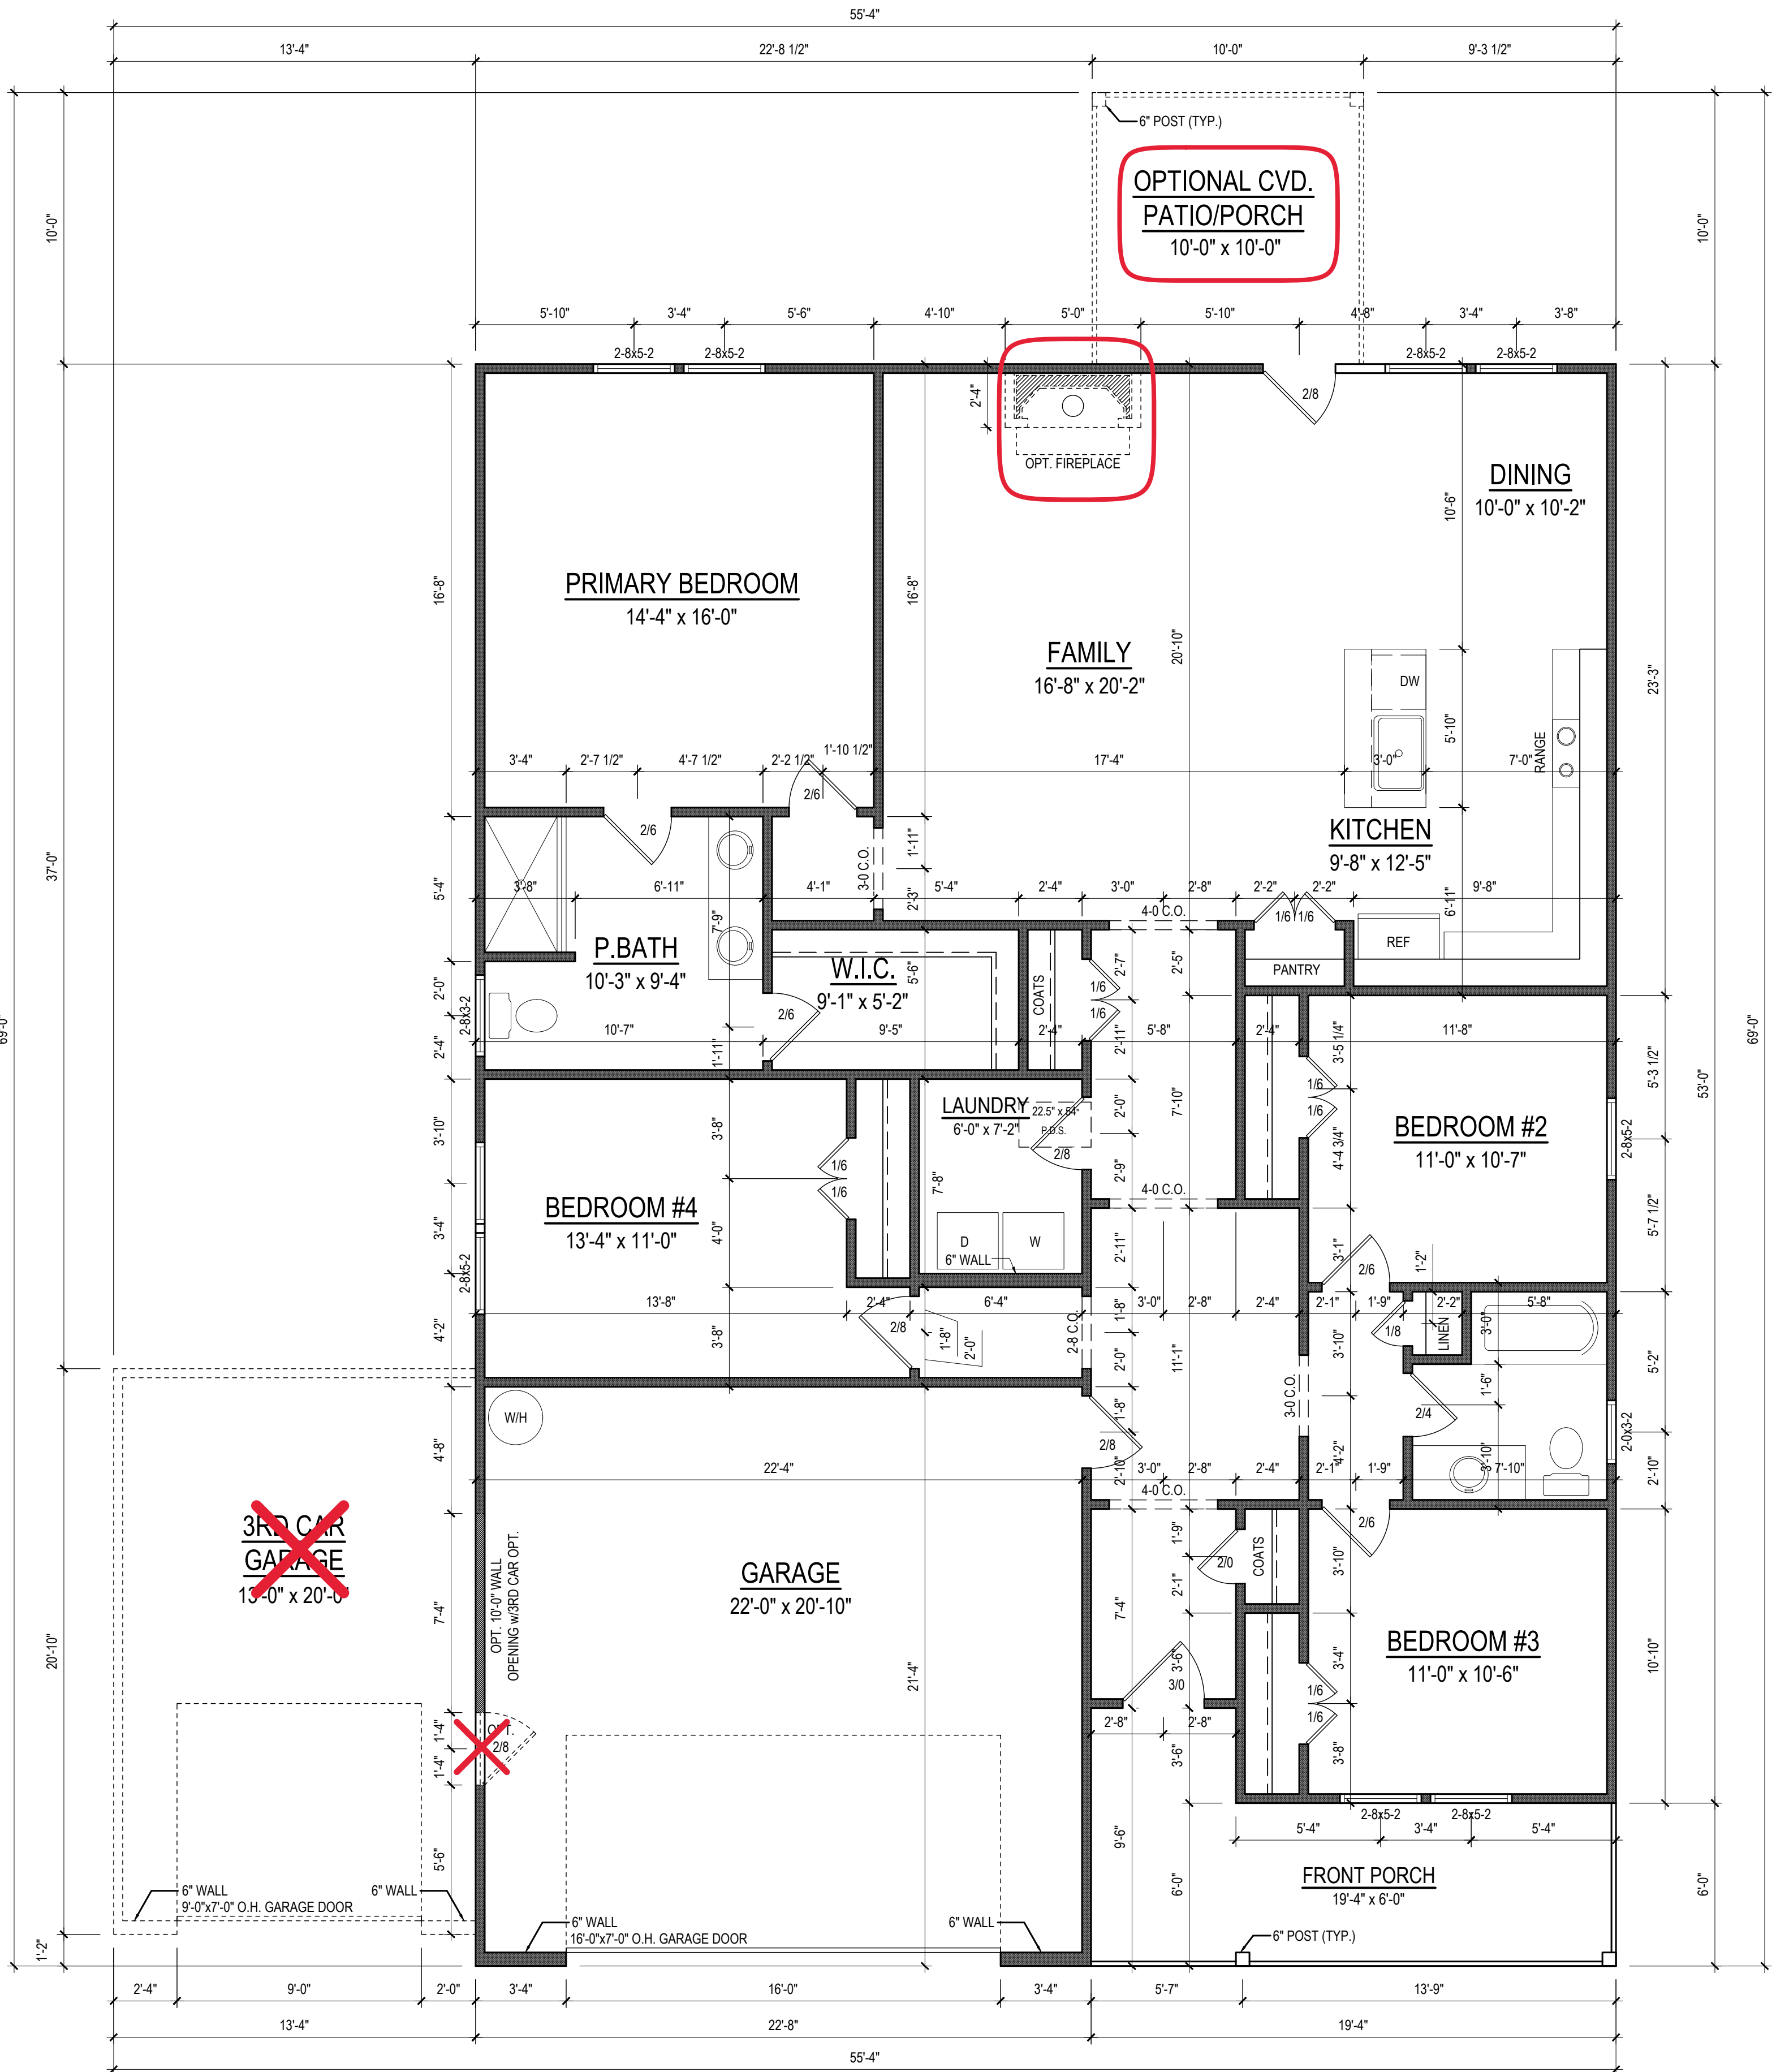 55'-4"
13'-4"
22'-8 1/2"
10'-0"
9'-3 1/2"
6" POST (TYP.)
OPTIONAL CVD.
PATIO/PORCH
10'-0" x 10'-0"
10'-0"
10'-0"
5'-10"
3'-4"
5'-6"
4'-10"
5'-0"
5'-10"
4'-8"
3'-4"
3'-8"
2-8x5-2
2-8x5-2
2-8x5-2
2-8x5-2
2'-4"
2/8
OPT. FIREPLACE
DINING
10'-0" x 10'-2"
10'-6"
PRIMARY BEDROOM
14'-4" x 16'-0"
16'-8"
16'-8"
FAMILY
16'-8" x 20'-2"
20'-10"
23'-3"
DW
5'-10"
RANGE
3'-4"
2'-7 1/2"
4'-7 1/2"
2'-2 1/2"
1'-10 1/2"
17'-4"
3'-0"
7'-0"
2/6
2/6
KITCHEN
9'-8" x 12'-5"
37'-0"
5'-4"
3'-8"
6'-11"
4'-1"
3-0 C.O.
1'-11"
2'-3"
5'-4"
2'-4"
3'-0"
2'-8"
2'-2"
2'-2"
9'-8"
4-0 C.O.
1/6
1/6
6'-11"
REF
7'-9"
P.BATH
10'-3" x 9'-4"
W.I.C.
9'-1" x 5'-2"
5'-6"
COATS
2'-7"
2'-5"
PANTRY
1/6
1/6
2'-0"
2-8x3-2
2'-4"
10'-7"
2/6
9'-5"
2'-4"
2'-11"
5'-8"
2'-4"
3'-5 1/4"
11'-8"
69'-0"
69'-0"
53'-0"
5'-3 1/2"
1'-11"
LAUNDRY
6'-0" x 7'-2"
22.5" x 54"
P.D.S.
2/8
2'-0"
7'-10"
1/6
1/6
BEDROOM #2
11'-0" x 10'-7"
2-8x5-2
3'-10"
3'-8"
1/6
1/6
7'-8"
2'-9"
4'-4 3/4"
4-0 C.O.
BEDROOM #4
13'-4" x 11'-0"
3'-4"
4'-0"
D
W
6" WALL
2'-11"
3'-1"
2/6
1'-2"
5'-7 1/2"
2-8x5-2
13'-8"
2'-4"
6'-4"
1'-8"
3'-0"
2'-8"
2'-4"
2'-1"
1'-9"
2'-2"
5'-8"
4'-2"
3'-8"
2/8
1'-8"
2'-0"
2-8 C.O.
2'-0"
11'-1"
3'-10"
1/8
LINEN
3'-0"
5'-2"
3-0 C.O.
1'-6"
2/4
W/H
4'-8"
1'-8"
2/8
2'-10"
4'-2"
3'-10"
2-0x3-2
22'-4"
3'-0"
2'-8"
2'-4"
2'-1"
1'-9"
7'-10"
2'-10"
4-0 C.O.
3RD CAR
GARAGE
13'-0" x 20'-0"
OPT. 10'-0" WALL
OPENING w/3RD CAR OPT.
7'-4"
GARAGE
22'-0" x 20'-10"
1'-9"
2/0
COATS
2'-1"
7'-4"
2/6
3'-10"
BEDROOM #3
11'-0" x 10'-6"
20'-10"
21'-4"
3'-6"
3/0
3'-4"
1/6
1/6
10'-10"
OPT.
2/8
1'-4"
1'-4"
2'-8"
2'-8"
3'-6"
3'-8"
2-8x5-2
2-8x5-2
5'-4"
3'-4"
5'-4"
5'-6"
9'-6"
FRONT PORCH
19'-4" x 6'-0"
6'-0"
6'-0"
6" WALL
9'-0"x7'-0" O.H. GARAGE DOOR
6" WALL
6" WALL
16'-0"x7'-0" O.H. GARAGE DOOR
6" WALL
6" POST (TYP.)
1'-2"
2'-4"
9'-0"
2'-0"
3'-4"
16'-0"
3'-4"
5'-7"
13'-9"
13'-4"
22'-8"
19'-4"
55'-4"